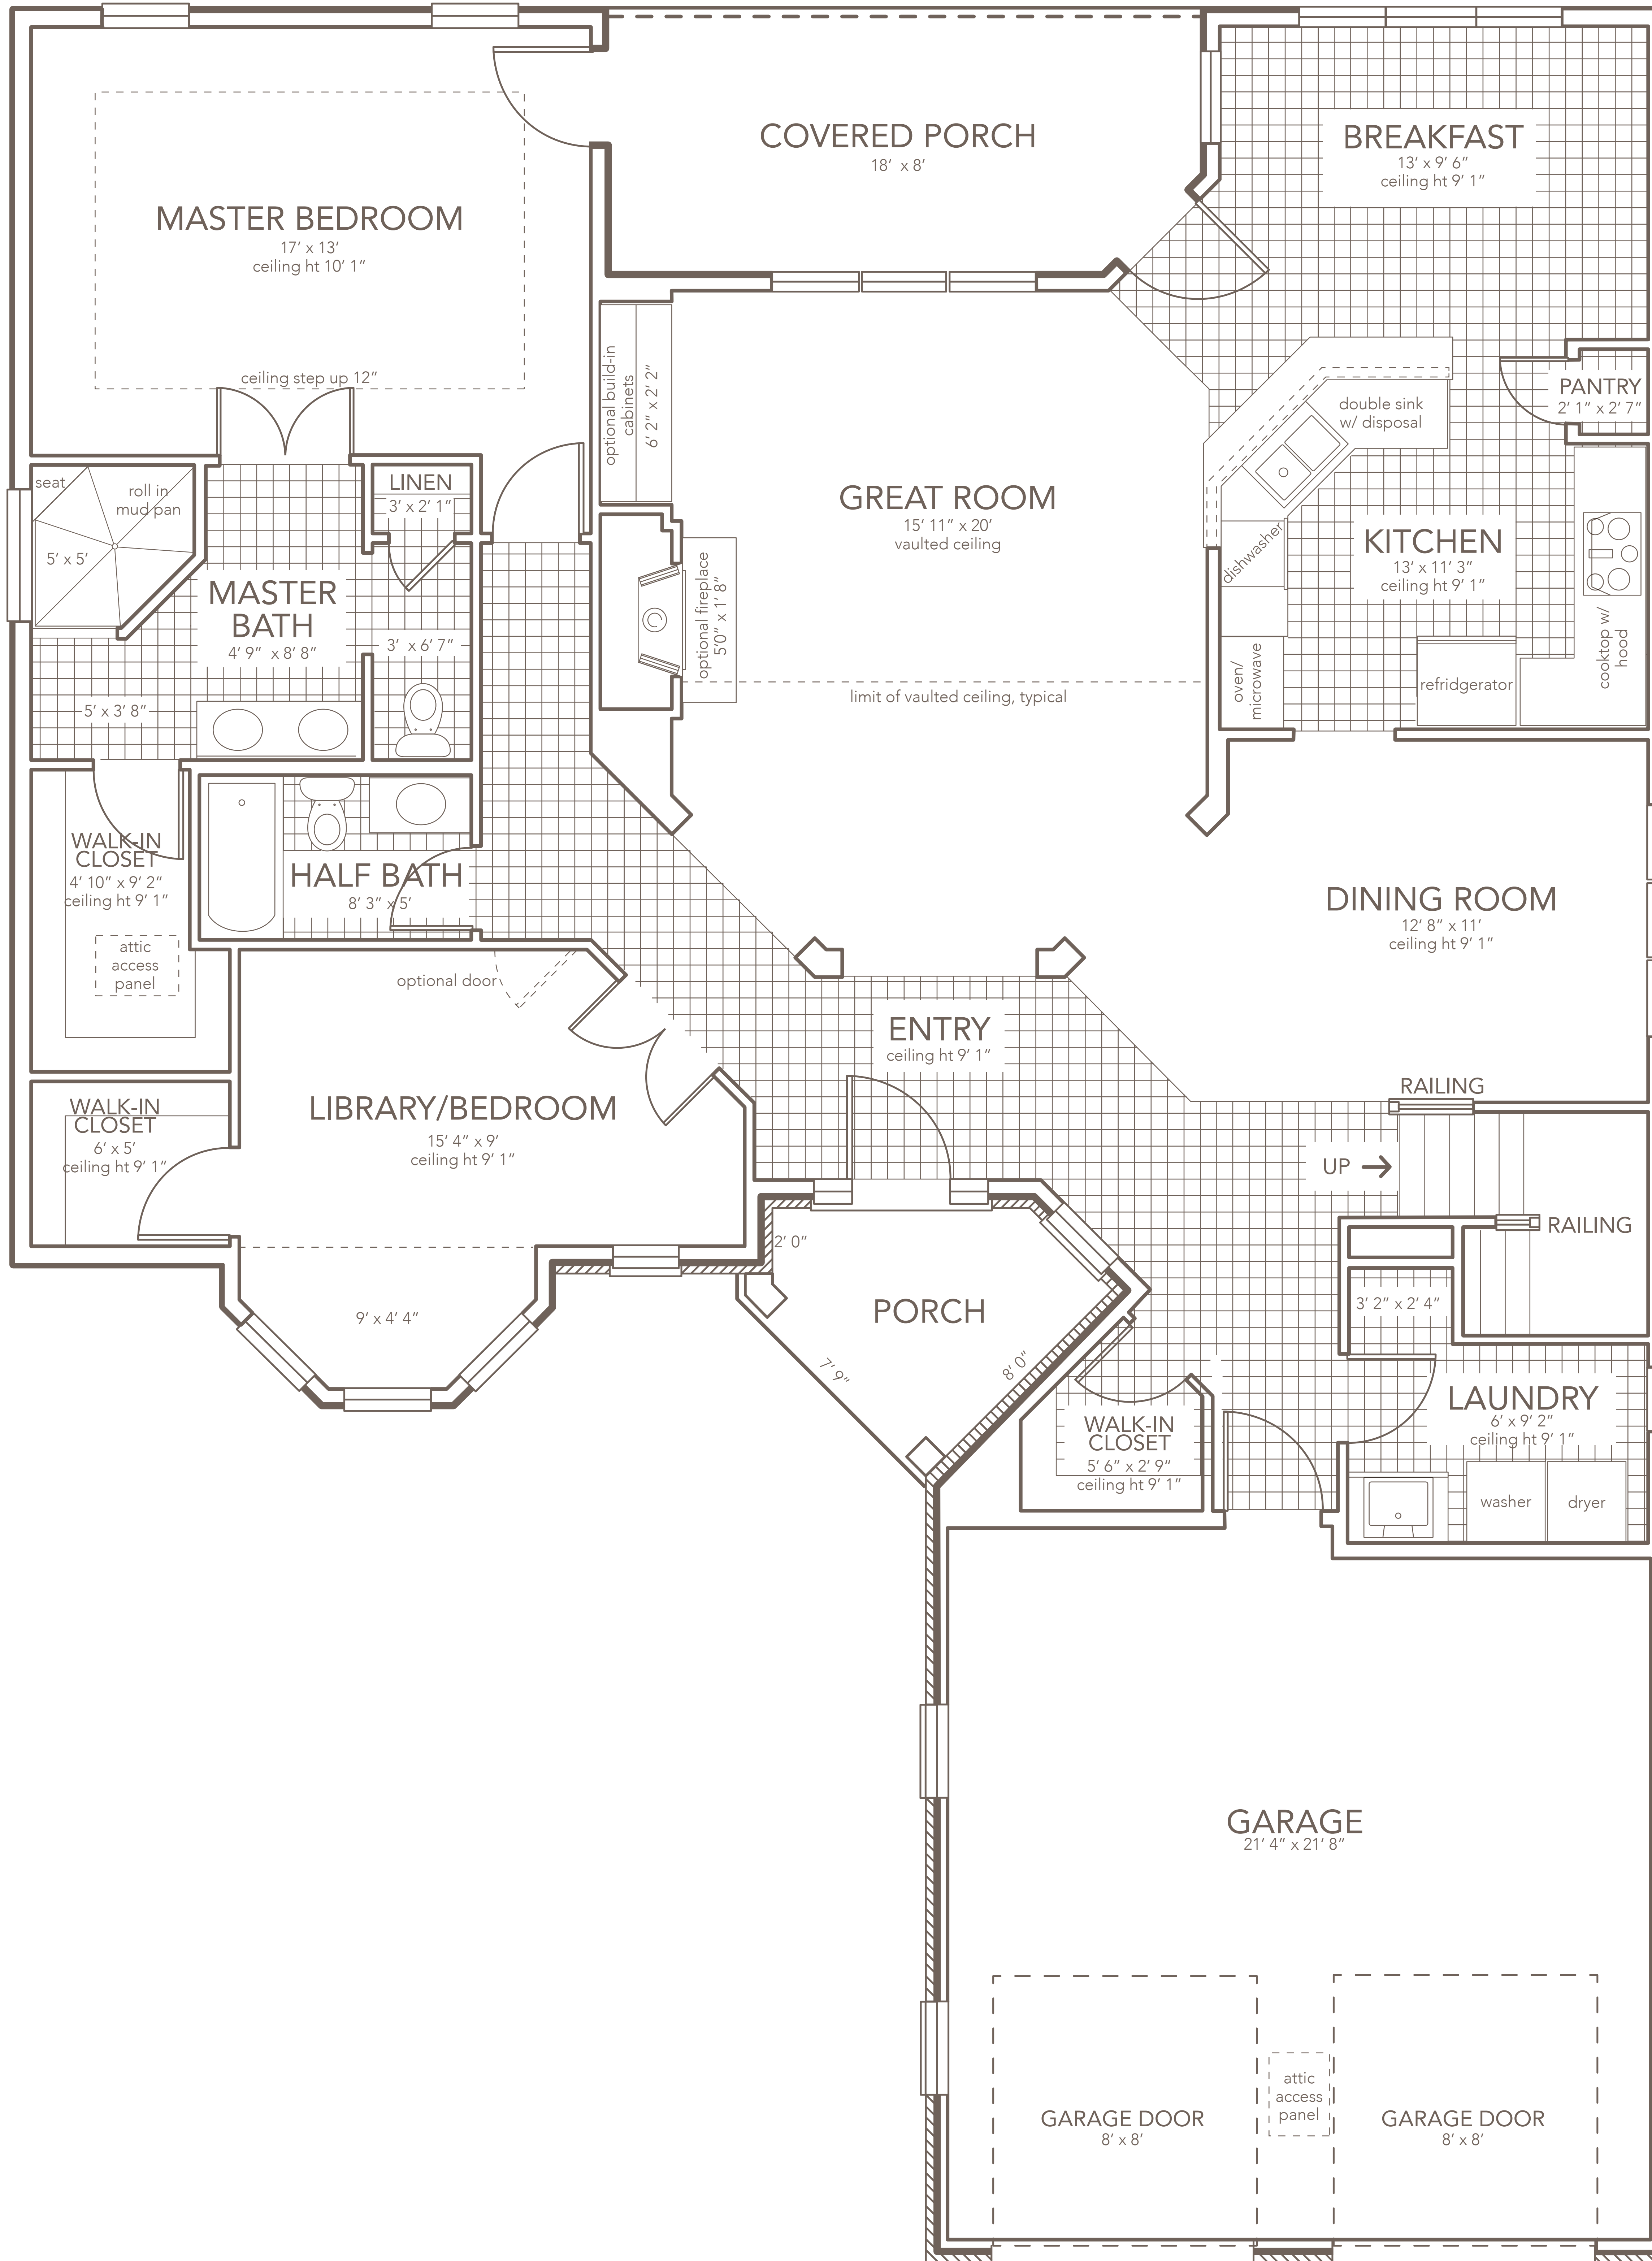 COVERED PORCH
18' x 8'
BREAKFAST
13' x 9' 6”
ceiling ht 9' 1”
MASTER BEDROOM
17' x 13'
ceiling ht 10' 1”
ceiling step up 12”
optional build-in
cabinets
6' 2” x 2' 2”
PANTRY
2' 1” x 2' 7”
double sink
w/ disposal
seat
roll in
mud pan
5' x 5'
LINEN
3' x 2' 1”
GREAT ROOM
15' 11” x 20'
vaulted ceiling
KITCHEN
13' x 11' 3”
ceiling ht 9' 1”
dishwasher
cooktop w/
hood
oven/
microwave
refridgerator
optional fireplace
5'0” x 1' 8”
limit of vaulted ceiling, typical
MASTER
BATH
4' 9” x 8' 8”
3' x 6' 7”
5' x 3' 8”
WALK-IN
CLOSET
4' 10” x 9' 2”
ceiling ht 9' 1”
attic
access
panel
HALF BATH
8' 3” x 5'
DINING ROOM
12' 8” x 11'
ceiling ht 9' 1”
optional door
ENTRY
ceiling ht 9' 1”
RAILING
WALK-IN
CLOSET
6' x 5'
ceiling ht 9' 1”
LIBRARY/BEDROOM
15' 4” x 9'
ceiling ht 9' 1”
UP →
RAILING
2' 0”
9' x 4' 4”
PORCH
7' 9”
8' 0”
3' 2” x 2' 4”
LAUNDRY
6' x 9' 2”
ceiling ht 9' 1”
WALK-IN
CLOSET
5' 6” x 2' 9”
ceiling ht 9' 1”
washer
dryer
GARAGE
21' 4” x 21' 8”
attic
access
panel
GARAGE DOOR
8' x 8'
GARAGE DOOR
8' x 8'